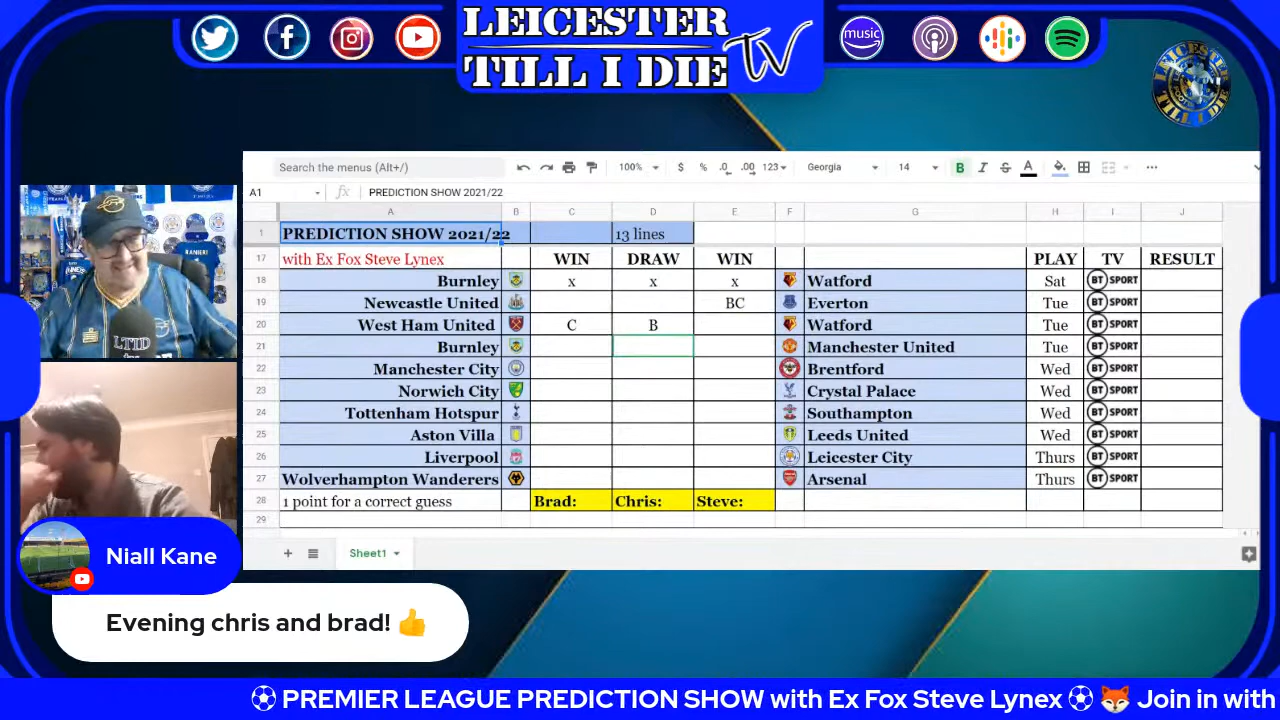 LEICESTER
TILL I DIE TV
music
LEICESTER
TILL I DIE
Search the menus (Alt+/)
100%
$ % .0 .00 123
Georgia
14
B I S A
A1
fx
PREDICTION SHOW 2021/22
A B C D E F G H I J
1 PREDICTION SHOW 2021/22 13 lines
17 with Ex Fox Steve Lynex WIN DRAW WIN PLAY TV RESULT
18 Burnley x x x Watford Sat BT SPORT
19 Newcastle United BC Everton Tue BT SPORT
20 West Ham United C B Watford Tue BT SPORT
21 Burnley Manchester United Tue BT SPORT
22 Manchester City Brentford Wed BT SPORT
23 Norwich City Crystal Palace Wed BT SPORT
24 Tottenham Hotspur Southampton Wed BT SPORT
25 Aston Villa Leeds United Wed BT SPORT
26 Liverpool Leicester City Thurs BT SPORT
27 Wolverhampton Wanderers Arsenal Thurs BT SPORT
28 1 point for a correct guess Brad: Chris: Steve:
29
Sheet1
RANIERI
LTID
Niall Kane
Evening chris and brad! 👍
⚽ PREMIER LEAGUE PREDICTION SHOW with Ex Fox Steve Lynex ⚽ 🦊 Join in with